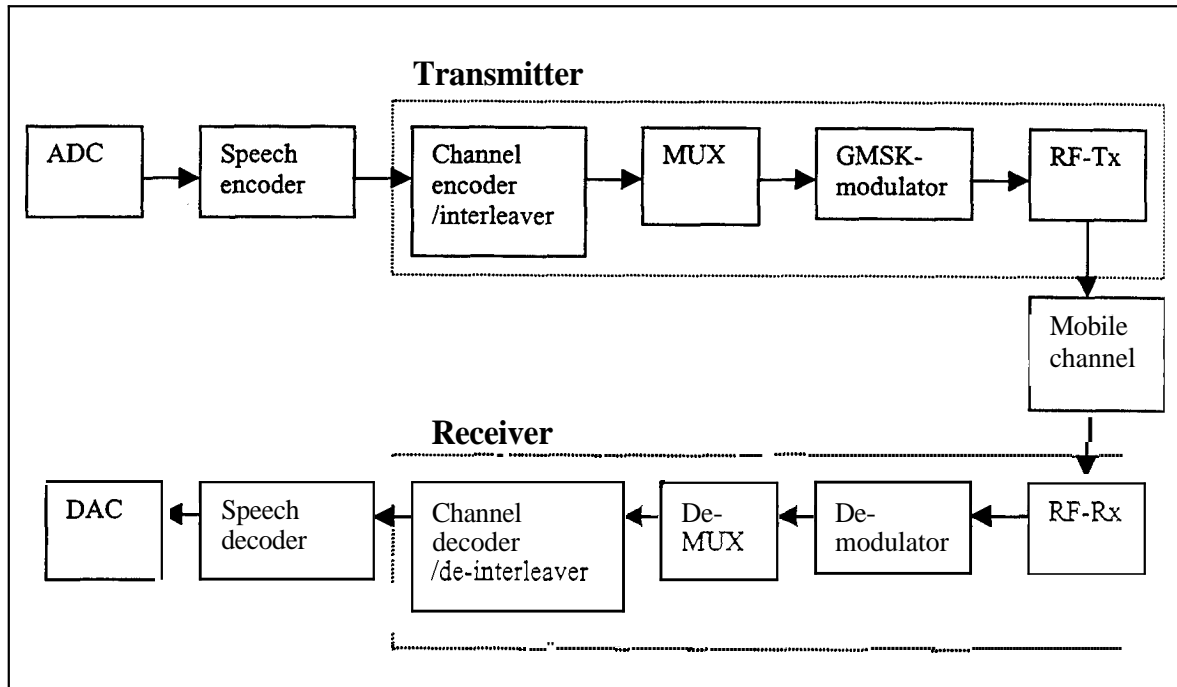 Transmitter
ADC
Speech
encoder
Channel
encoder
/interleaver
MUX
GMSK-
modulator
RF-Tx
Mobile
channel
Receiver
DAC
Speech
decoder
Channel
decoder
/de-interleaver
De-
MUX
De-
modulator
RF-Rx